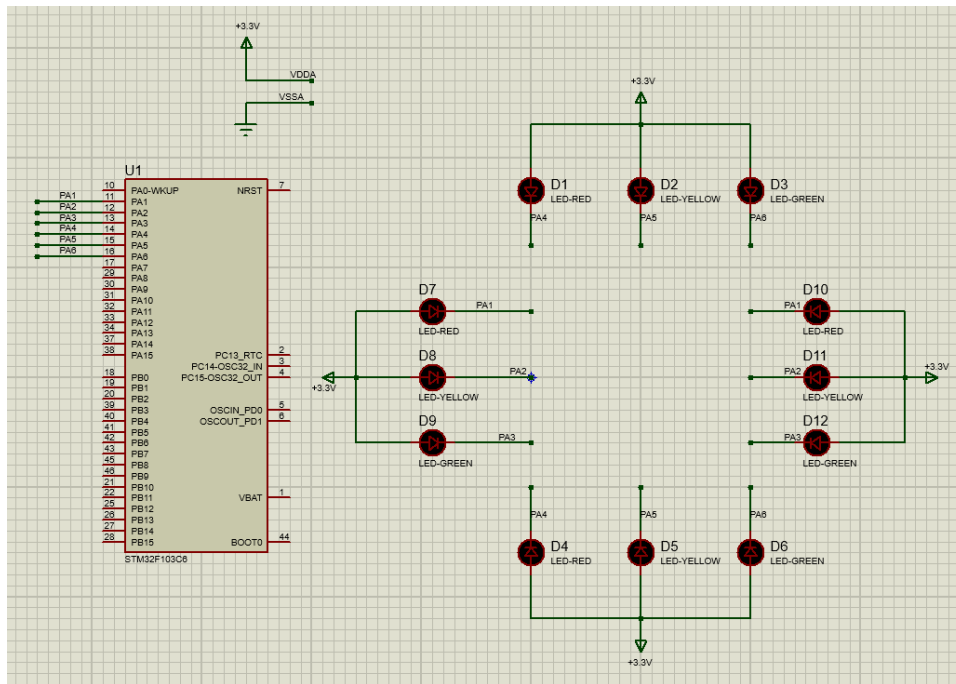 +3.3V
VDDA
VSSA
U1
10 PA0-WKUP NRST 7
PA1 11 PA1
PA2 12 PA2
PA3 13 PA3
PA4 14 PA4
PA5 15 PA5
PA6 16 PA6
17 PA7
29 PA8
30 PA9
31 PA10
32 PA11
33 PA12
34 PA13
37 PA14
38 PA15
PC13_RTC 2
PC14-OSC32_IN 3
18 PB0 PC15-OSC32_OUT 4
19 PB1
20 PB2
39 PB3 OSCIN_PD0 5
40 PB4 OSCOUT_PD1 6
41 PB5
42 PB6
43 PB7
45 PB8
46 PB9
21 PB10
22 PB11 VBAT 1
25 PB12
26 PB13
27 PB14
28 PB15 BOOT0 44
STM32F103C6
+3.3V
D1
LED-RED
PA4
D2
LED-YELLOW
PA5
D3
LED-GREEN
PA6
D7
PA1
LED-RED
D8
PA2
LED-YELLOW
+3.3V
D9
PA3
LED-GREEN
D10
PA1
LED-RED
D11
PA2
LED-YELLOW
+3.3V
D12
PA3
LED-GREEN
PA4
D4
LED-RED
PA5
D5
LED-YELLOW
PA6
D6
LED-GREEN
+3.3V